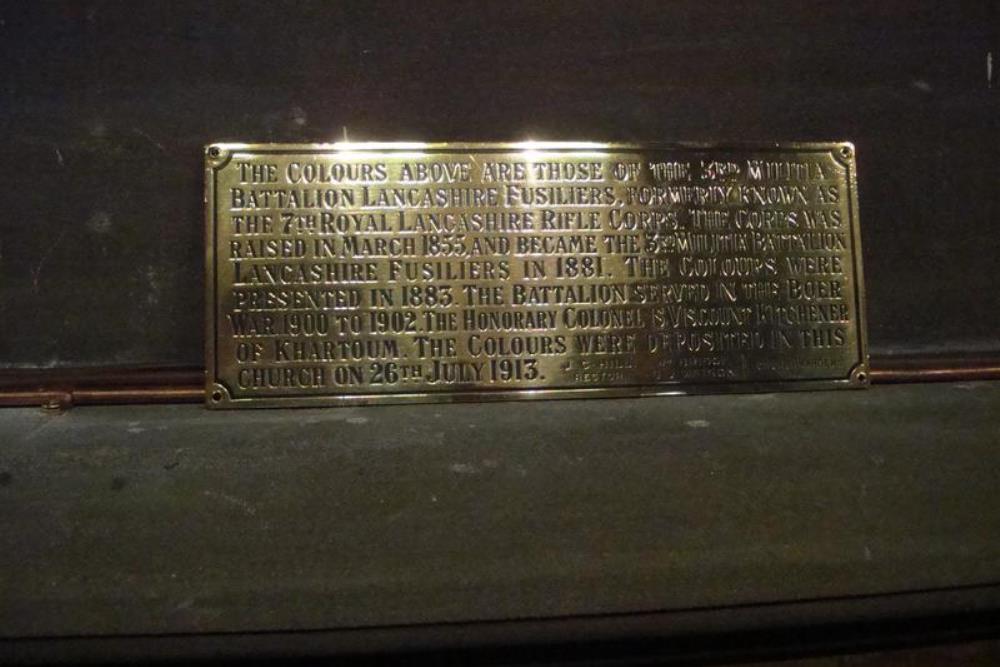 THE COLOURS ABOVE ARE THOSE OF THE 3RD MILITIA
BATTALION LANCASHIRE FUSILIERS, FORMERLY KNOWN AS
THE 7TH ROYAL LANCASHIRE RIFLE CORPS. THE CORPS WAS
RAISED IN MARCH 1855, AND BECAME THE 3RD MILITIA BATTALION
LANCASHIRE FUSILIERS IN 1881. THE COLOURS WERE
PRESENTED IN 1883. THE BATTALION SERVED IN THE BOER
WAR 1900 TO 1902. THE HONORARY COLONEL IS VISCOUNT KITCHENER
OF KHARTOUM. THE COLOURS WERE DEPOSITED IN THIS
CHURCH ON 26TH JULY 1913.
RECTOR